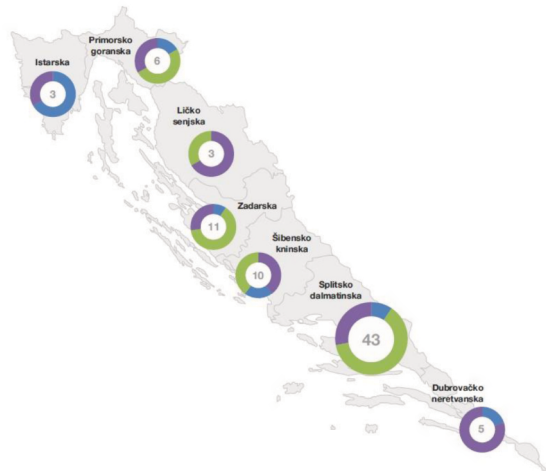 Primorsko
goranska
6
Istarska
3
Ličko
senjska
3
Zadarska
11
Šibensko
kninska
10
Splitsko
dalmatinska
43
Dubrovačko
neretvanska
5